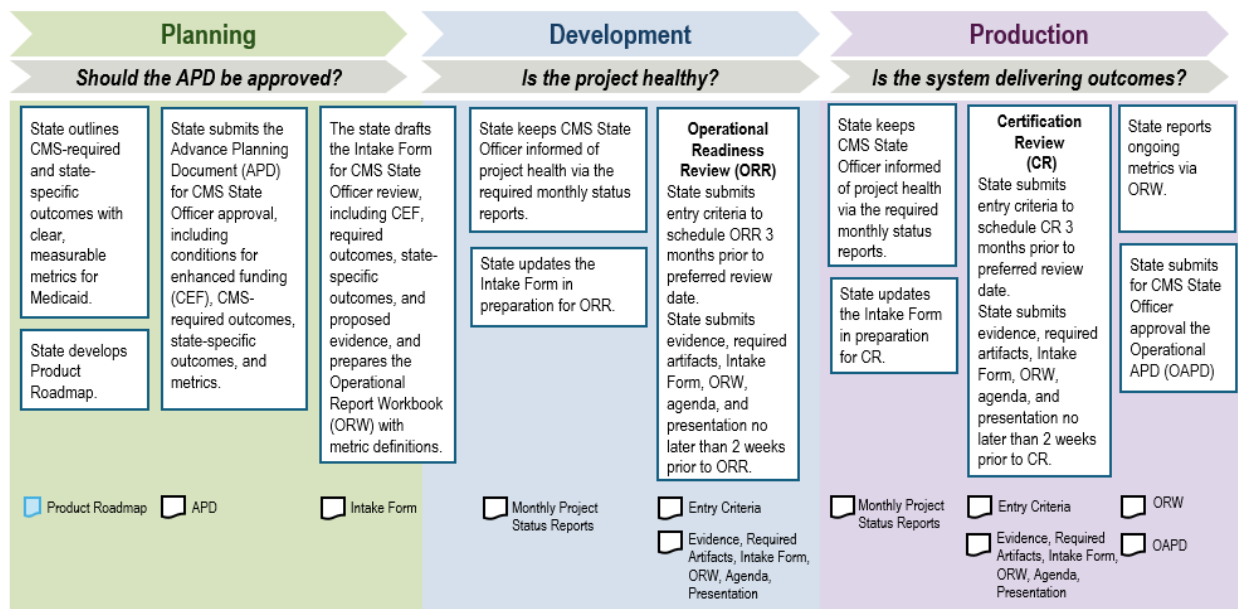 Planning
Development
Production
Should the APD be approved?
Is the project healthy?
Is the system delivering outcomes?
State outlines
CMS-required
and state-
specific
outcomes with
clear,
measurable
metrics for
Medicaid.
State develops
Product
Roadmap.
State submits the
Advance Planning
Document (APD)
for CMS State
Officer approval,
including
conditions for
enhanced funding
(CEF), CMS-
required outcomes,
state-specific
outcomes, and
metrics.
The state drafts
the Intake Form
for CMS State
Officer review,
including CEF,
required
outcomes, state-
specific
outcomes, and
proposed
evidence, and
prepares the
Operational
Report Workbook
(ORW) with
metric definitions.
State keeps CMS State
Officer informed of
project health via the
required monthly status
reports.
State updates the
Intake Form in
preparation for ORR.
Operational
Readiness
Review (ORR)
State submits
entry criteria to
schedule ORR 3
months prior to
preferred review
date.
State submits
evidence, required
artifacts, Intake
Form, ORW,
agenda, and
presentation no
later than 2 weeks
prior to ORR.
State keeps
CMS State
Officer informed
of project health
via the required
monthly status
reports.
State updates
the Intake Form
in preparation
for CR.
Certification
Review
(CR)
State submits
entry criteria to
schedule CR 3
months prior to
preferred review
date.
State submits
evidence, required
artifacts, Intake
Form, ORW,
agenda, and
presentation no
later than 2 weeks
prior to CR.
State reports
ongoing
metrics via
ORW.
State submits
for CMS State
Officer
approval the
Operational
APD (OAPD)
Product Roadmap
APD
Intake Form
Monthly Project
Status Reports
Entry Criteria
Evidence, Required
Artifacts, Intake Form,
ORW, Agenda,
Presentation
Monthly Project
Status Reports
Entry Criteria
Evidence, Required
Artifacts, Intake Form,
ORW, Agenda,
Presentation
ORW
OAPD